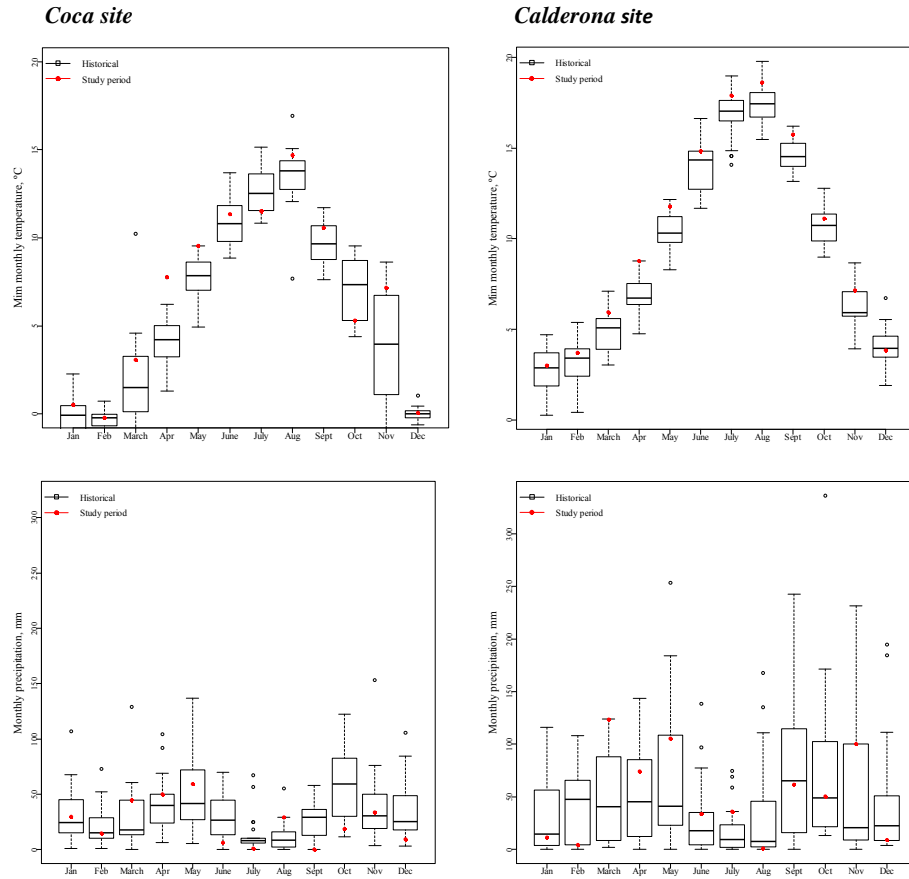 Coca site
Calderona site
Historical
Study period
Mim monthly temperature, °C
0 5 10 15 20
Jan Feb March Apr May June July Aug Sept Oct Nov Dec
Historical
Study period
Min monthly temperature, °C
0 5 10 15 20
Jan Feb March Apr May June July Aug Sept Oct Nov Dec
Historical
Study period
Monthly precipitation, mm
0 50 100 150 200 250 300
Jan Feb March Apr May June July Aug Sept Oct Nov Dec
Historical
Study period
Monthly precipitation, mm
0 50 100 150 200 250 300
Jan Feb March Apr May June July Aug Sept Oct Nov Dec